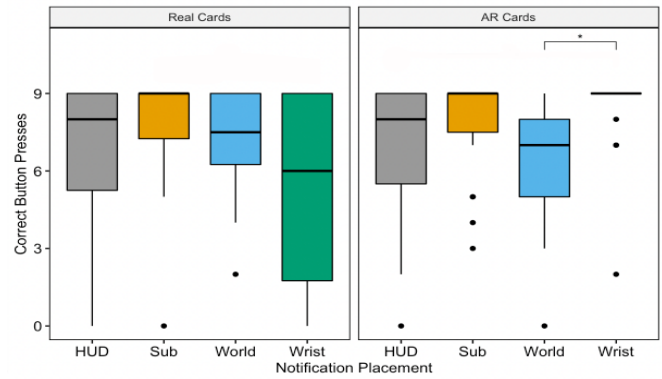 Real Cards
AR Cards
*
Correct Button Presses
9
6
3
0
HUD Sub World Wrist
HUD Sub World Wrist
Notification Placement